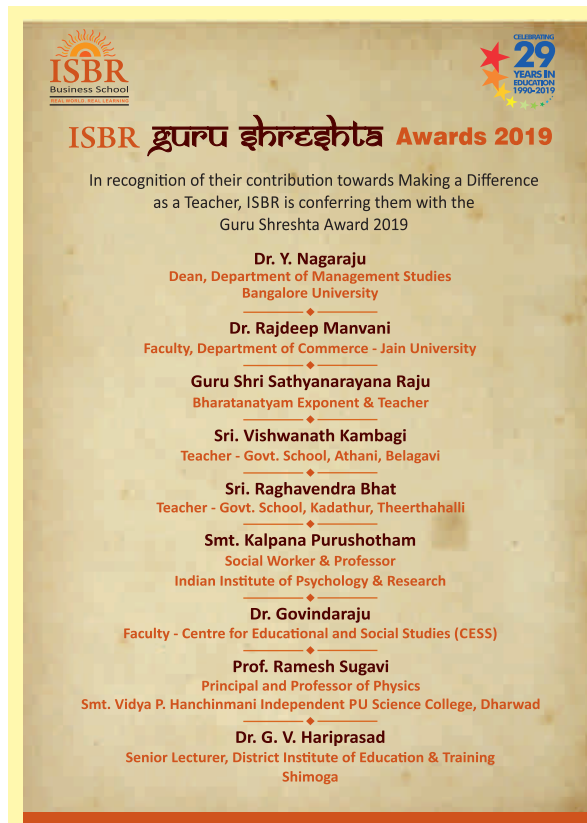 ISBR
Business School
REAL WORLD. REAL LEARNING
CELEBRATING
29
YEARS IN
EDUCATION
1990-2019
ISBR guru shreshta Awards 2019
In recognition of their contribution towards Making a Difference
as a Teacher, ISBR is conferring them with the
Guru Shreshta Award 2019
Dr. Y. Nagaraju
Dean, Department of Management Studies
Bangalore University
Dr. Rajdeep Manvani
Faculty, Department of Commerce - Jain University
Guru Shri Sathyanarayana Raju
Bharatanatyam Exponent & Teacher
Sri. Vishwanath Kambagi
Teacher - Govt. School, Athani, Belagavi
Sri. Raghavendra Bhat
Teacher - Govt. School, Kadathur, Theerthahalli
Smt. Kalpana Purushotham
Social Worker & Professor
Indian Institute of Psychology & Research
Dr. Govindaraju
Faculty - Centre for Educational and Social Studies (CESS)
Prof. Ramesh Sugavi
Principal and Professor of Physics
Smt. Vidya P. Hanchinmani Independent PU Science College, Dharwad
Dr. G. V. Hariprasad
Senior Lecturer, District Institute of Education & Training
Shimoga